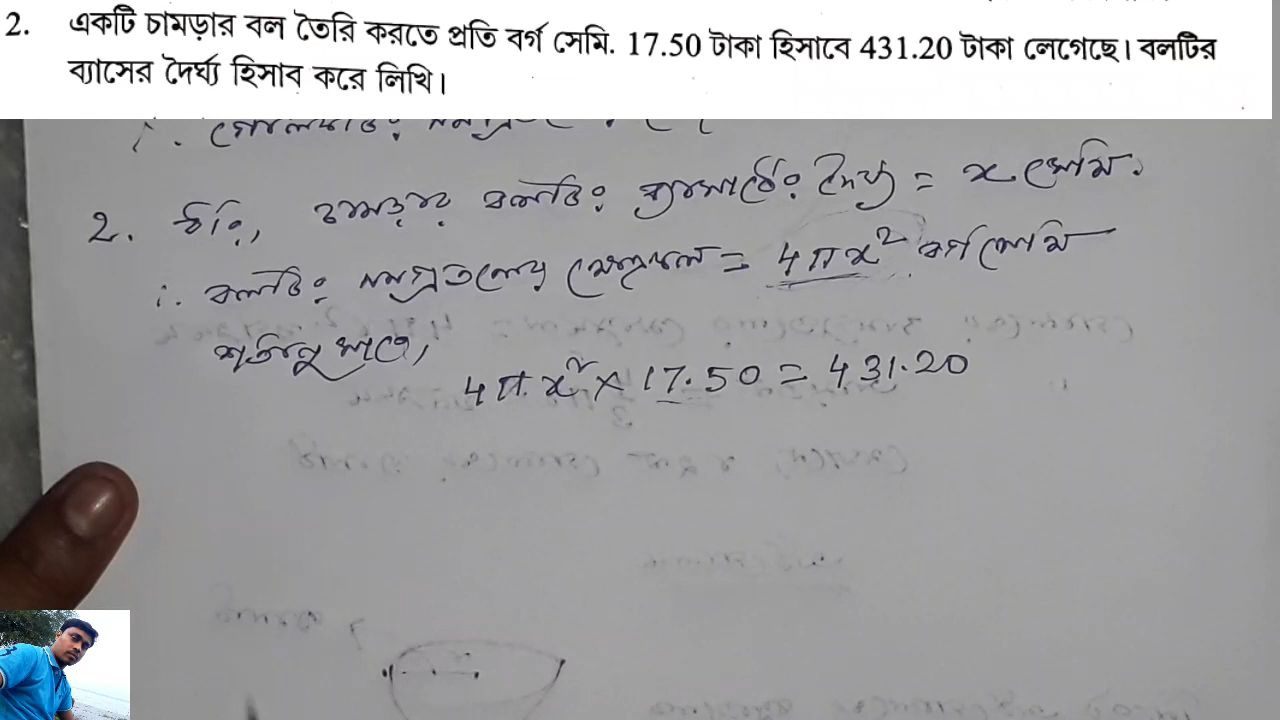 2. একটি চামড়ার বল তৈরি করতে প্রতি বর্গ সেমি. 17.50 টাকা হিসাবে 431.20 টাকা লেগেছে। বলটির
ব্যাসের দৈর্ঘ্য হিসাব করে লিখি।
2. ধরি, চামড়ার বলটির ব্যাসার্ধের দৈর্ঘ্য = x সেমি.
∴ বলটির সমগ্রতলের ক্ষেত্রফল = 4πx² বর্গ সেমি
শর্তানুসারে,
4π.x² × 17.50 = 431.20